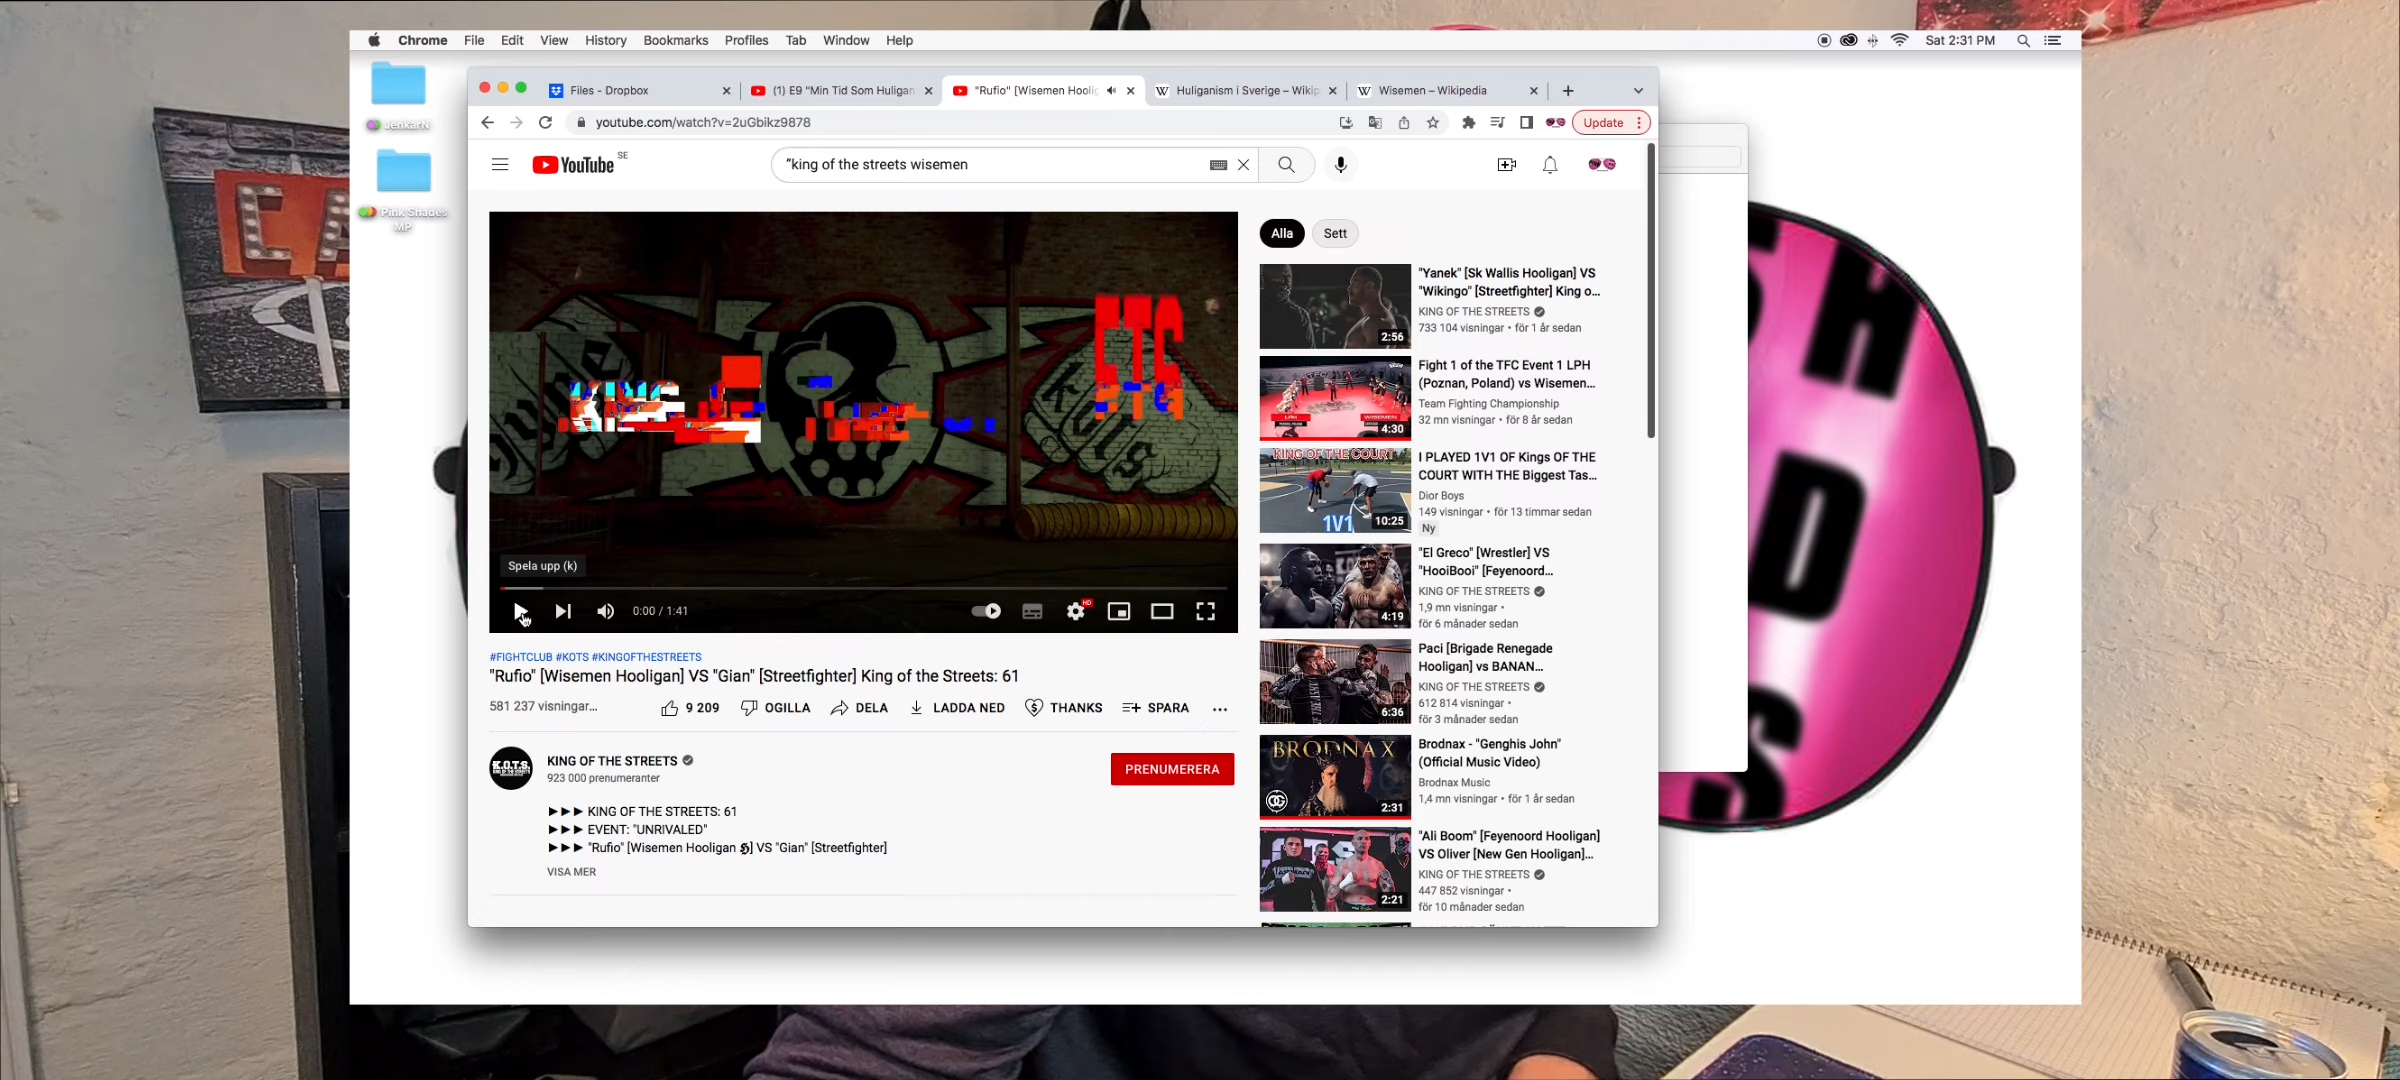 Chrome File Edit View History Bookmarks Profiles Tab Window Help
Sat 2:31 PM
JenkarN
Pink Shades
MP
Files - Dropbox
(1) E9 "Min Tid Som Huligan
"Rufio" [Wisemen Hoolig
Huliganism i Sverige – Wikip
Wisemen – Wikipedia
youtube.com/watch?v=2uGbikz9878
Update
YouTube SE
"king of the streets wisemen
Alla
Sett
Spela upp (k)
0:00 / 1:41
HD
#FIGHTCLUB #KOTS #KINGOFTHESTREETS
"Rufio" [Wisemen Hooligan] VS "Gian" [Streetfighter] King of the Streets: 61
581 237 visningar...
9 209
OGILLA
DELA
LADDA NED
THANKS
SPARA
K.O.T.S.
KING OF THE STREETS
923 000 prenumeranter
PRENUMERERA
►►► KING OF THE STREETS: 61
►►► EVENT: "UNRIVALED"
►►► "Rufio" [Wisemen Hooligan 🅗] VS "Gian" [Streetfighter]
VISA MER
"Yanek" [Sk Wallis Hooligan] VS
"Wikingo" [Streetfighter] King o...
KING OF THE STREETS
733 104 visningar • för 1 år sedan
2:56
Fight 1 of the TFC Event 1 LPH
(Poznan, Poland) vs Wisemen...
Team Fighting Championship
32 mn visningar • för 8 år sedan
4:30
KING OF THE COURT
1V1
10:25
I PLAYED 1V1 OF Kings OF THE
COURT WITH THE Biggest Tas...
Dior Boys
149 visningar • för 13 timmar sedan
Ny
"El Greco" [Wrestler] VS
"HooiBooi" [Feyenoord...
KING OF THE STREETS
1,9 mn visningar •
för 6 månader sedan
4:19
Paci [Brigade Renegade
Hooligan] vs BANAN...
KING OF THE STREETS
612 814 visningar •
för 3 månader sedan
6:36
BRODNAX
2:31
Brodnax - "Genghis John"
(Official Music Video)
Brodnax Music
1,4 mn visningar • för 1 år sedan
"Ali Boom" [Feyenoord Hooligan]
VS Oliver [New Gen Hooligan]...
KING OF THE STREETS
447 852 visningar •
för 10 månader sedan
2:21